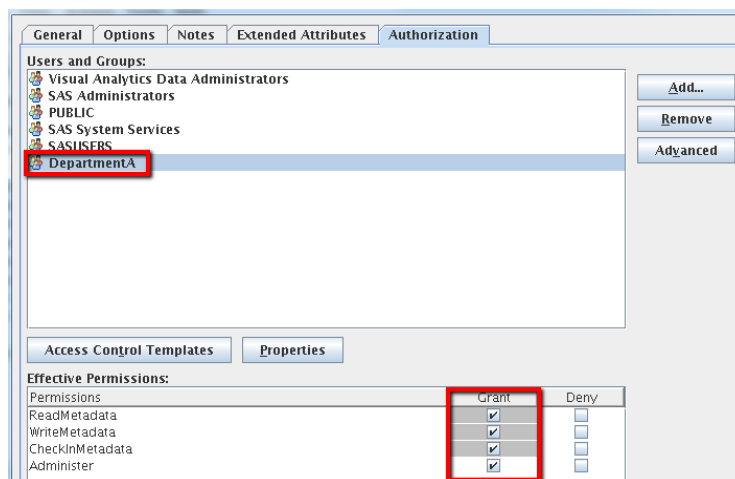 General Options Notes Extended Attributes Authorization
Users and Groups:
Visual Analytics Data Administrators
SAS Administrators
PUBLIC
SAS System Services
SASUSERS
DepartmentA
Add...
Remove
Advanced
Access Control Templates Properties
Effective Permissions:
Permissions Grant Deny
ReadMetadata
WriteMetadata
CheckInMetadata
Administer